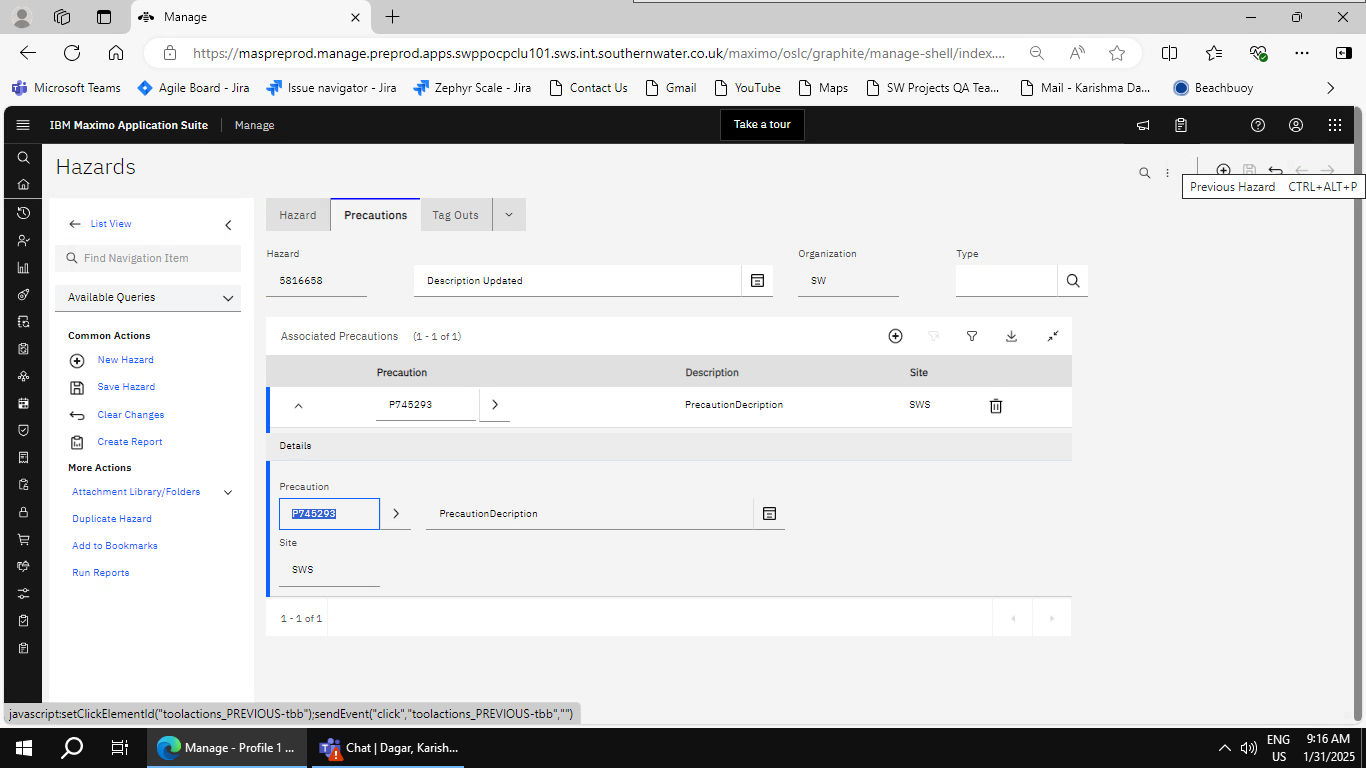 Manage
https://maspreprod.manage.preprod.apps.swppocpclu101.sws.int.southernwater.co.uk/maximo/oslc/graphite/manage-shell/index....
Microsoft Teams Agile Board - Jira Issue navigator - Jira Zephyr Scale - Jira Contact Us Gmail YouTube Maps SW Projects QA Tea... Mail - Karishma Da... Beachbuoy
IBM Maximo Application Suite Manage Take a tour
Hazards
Previous Hazard CTRL+ALT+P
List View
Hazard Precautions Tag Outs
Find Navigation Item
Hazard Organization Type
5816658 Description Updated SW
Available Queries
Common Actions
Associated Precautions (1 - 1 of 1)
New Hazard
Precaution Description Site
Save Hazard
P745293 PrecautionDecription SWS
Clear Changes
Create Report
Details
More Actions
Attachment Library/Folders
Precaution
Duplicate Hazard
P745293 PrecautionDecription
Add to Bookmarks
Site
Run Reports
SWS
1 - 1 of 1
javascript:setClickElementId("toolactions_PREVIOUS-tbb");sendEvent("click","toolactions_PREVIOUS-tbb","")
Manage - Profile 1 ... Chat | Dagar, Karish...
ENG
US
9:16 AM
1/31/2025